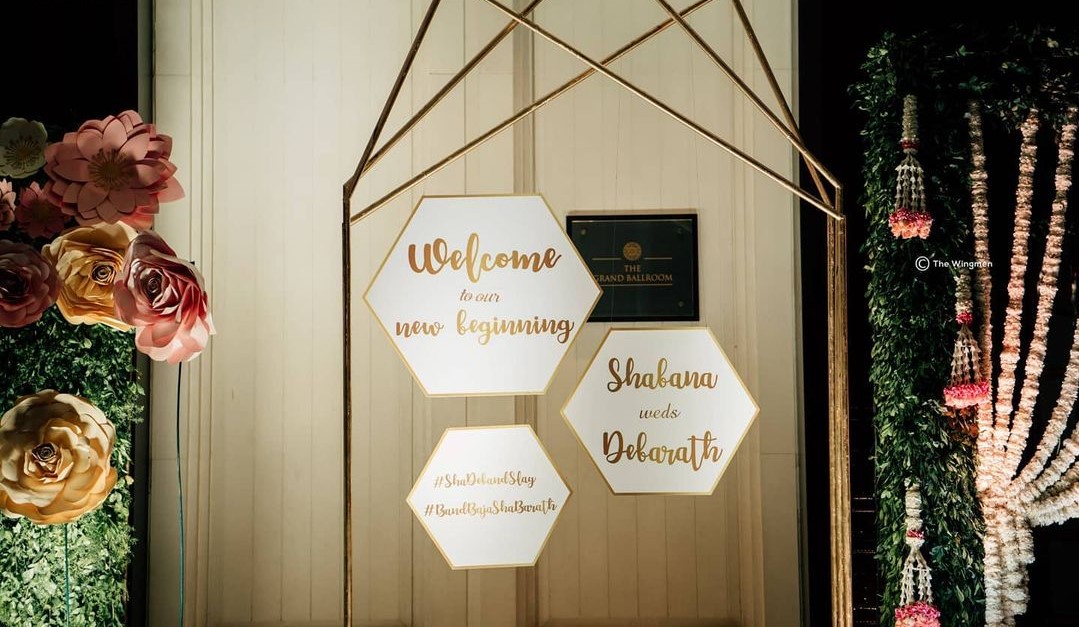 Welcome
to our
new beginning
THE
GRAND BALLROOM
Shabana
weds
Debarath
#ShaDebandSlay
#BandBajaShaBarath
© The Wingmen